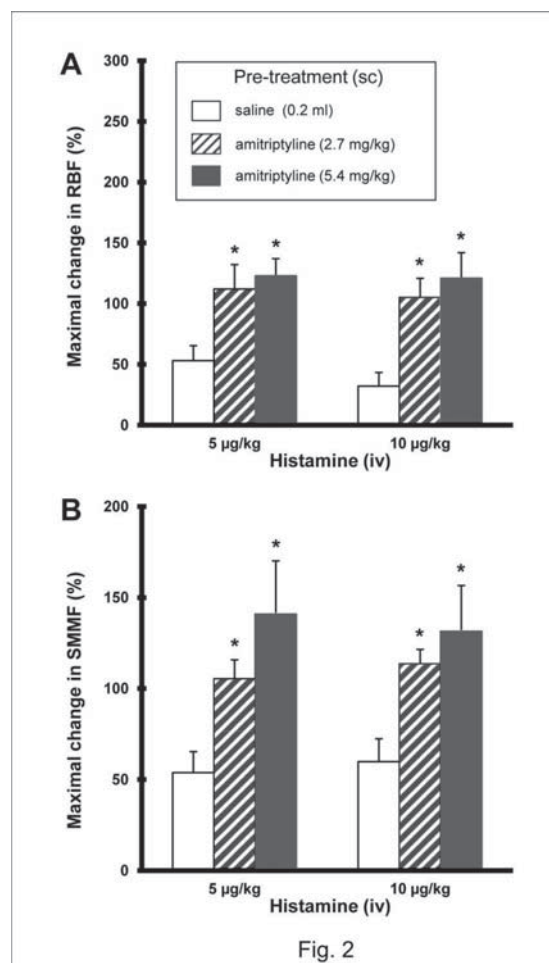 A
Maximal change in RBF (%)
300
250
200
150
100
50
0
Pre-treatment (sc)
saline (0.2 ml)
amitriptyline (2.7 mg/kg)
amitriptyline (5.4 mg/kg)
* * * *
5 µg/kg 10 µg/kg
Histamine (iv)
B
Maximal change in SMMF (%)
200
150
100
50
0
* * * *
5 µg/kg 10 µg/kg
Histamine (iv)
Fig. 2